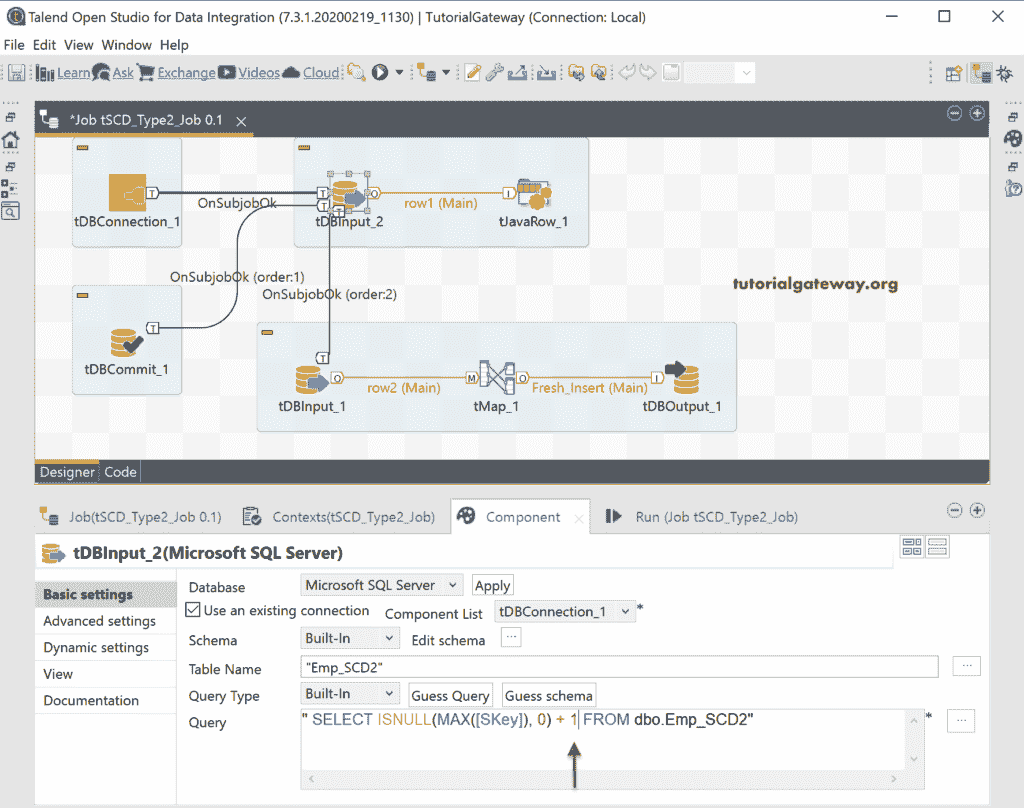 Talend Open Studio for Data Integration (7.3.1.20200219_1130) | TutorialGateway (Connection: Local)
File Edit View Window Help
Learn Ask Exchange Videos Cloud
*Job tSCD_Type2_Job 0.1
T T O I
tDBConnection_1 OnSubjobOk tDBInput_2 row1 (Main) tJavaRow_1
T T
OnSubjobOk (order:1)
OnSubjobOk (order:2)
tutorialgateway.org
T
tDBCommit_1
T
O M O I
row2 (Main) Fresh_Insert (Main)
tDBInput_1 tMap_1 tDBOutput_1
Designer Code
Job(tSCD_Type2_Job 0.1) Contexts(tSCD_Type2_Job) Component Run (Job tSCD_Type2_Job)
tDBInput_2(Microsoft SQL Server)
Basic settings
Advanced settings
Dynamic settings
View
Documentation
Database Microsoft SQL Server Apply
Use an existing connection Component List tDBConnection_1 *
Schema Built-In Edit schema ...
Table Name "Emp_SCD2" ...
Query Type Built-In Guess Query Guess schema
Query " SELECT ISNULL(MAX([SKey]), 0) + 1 FROM dbo.Emp_SCD2" * ...